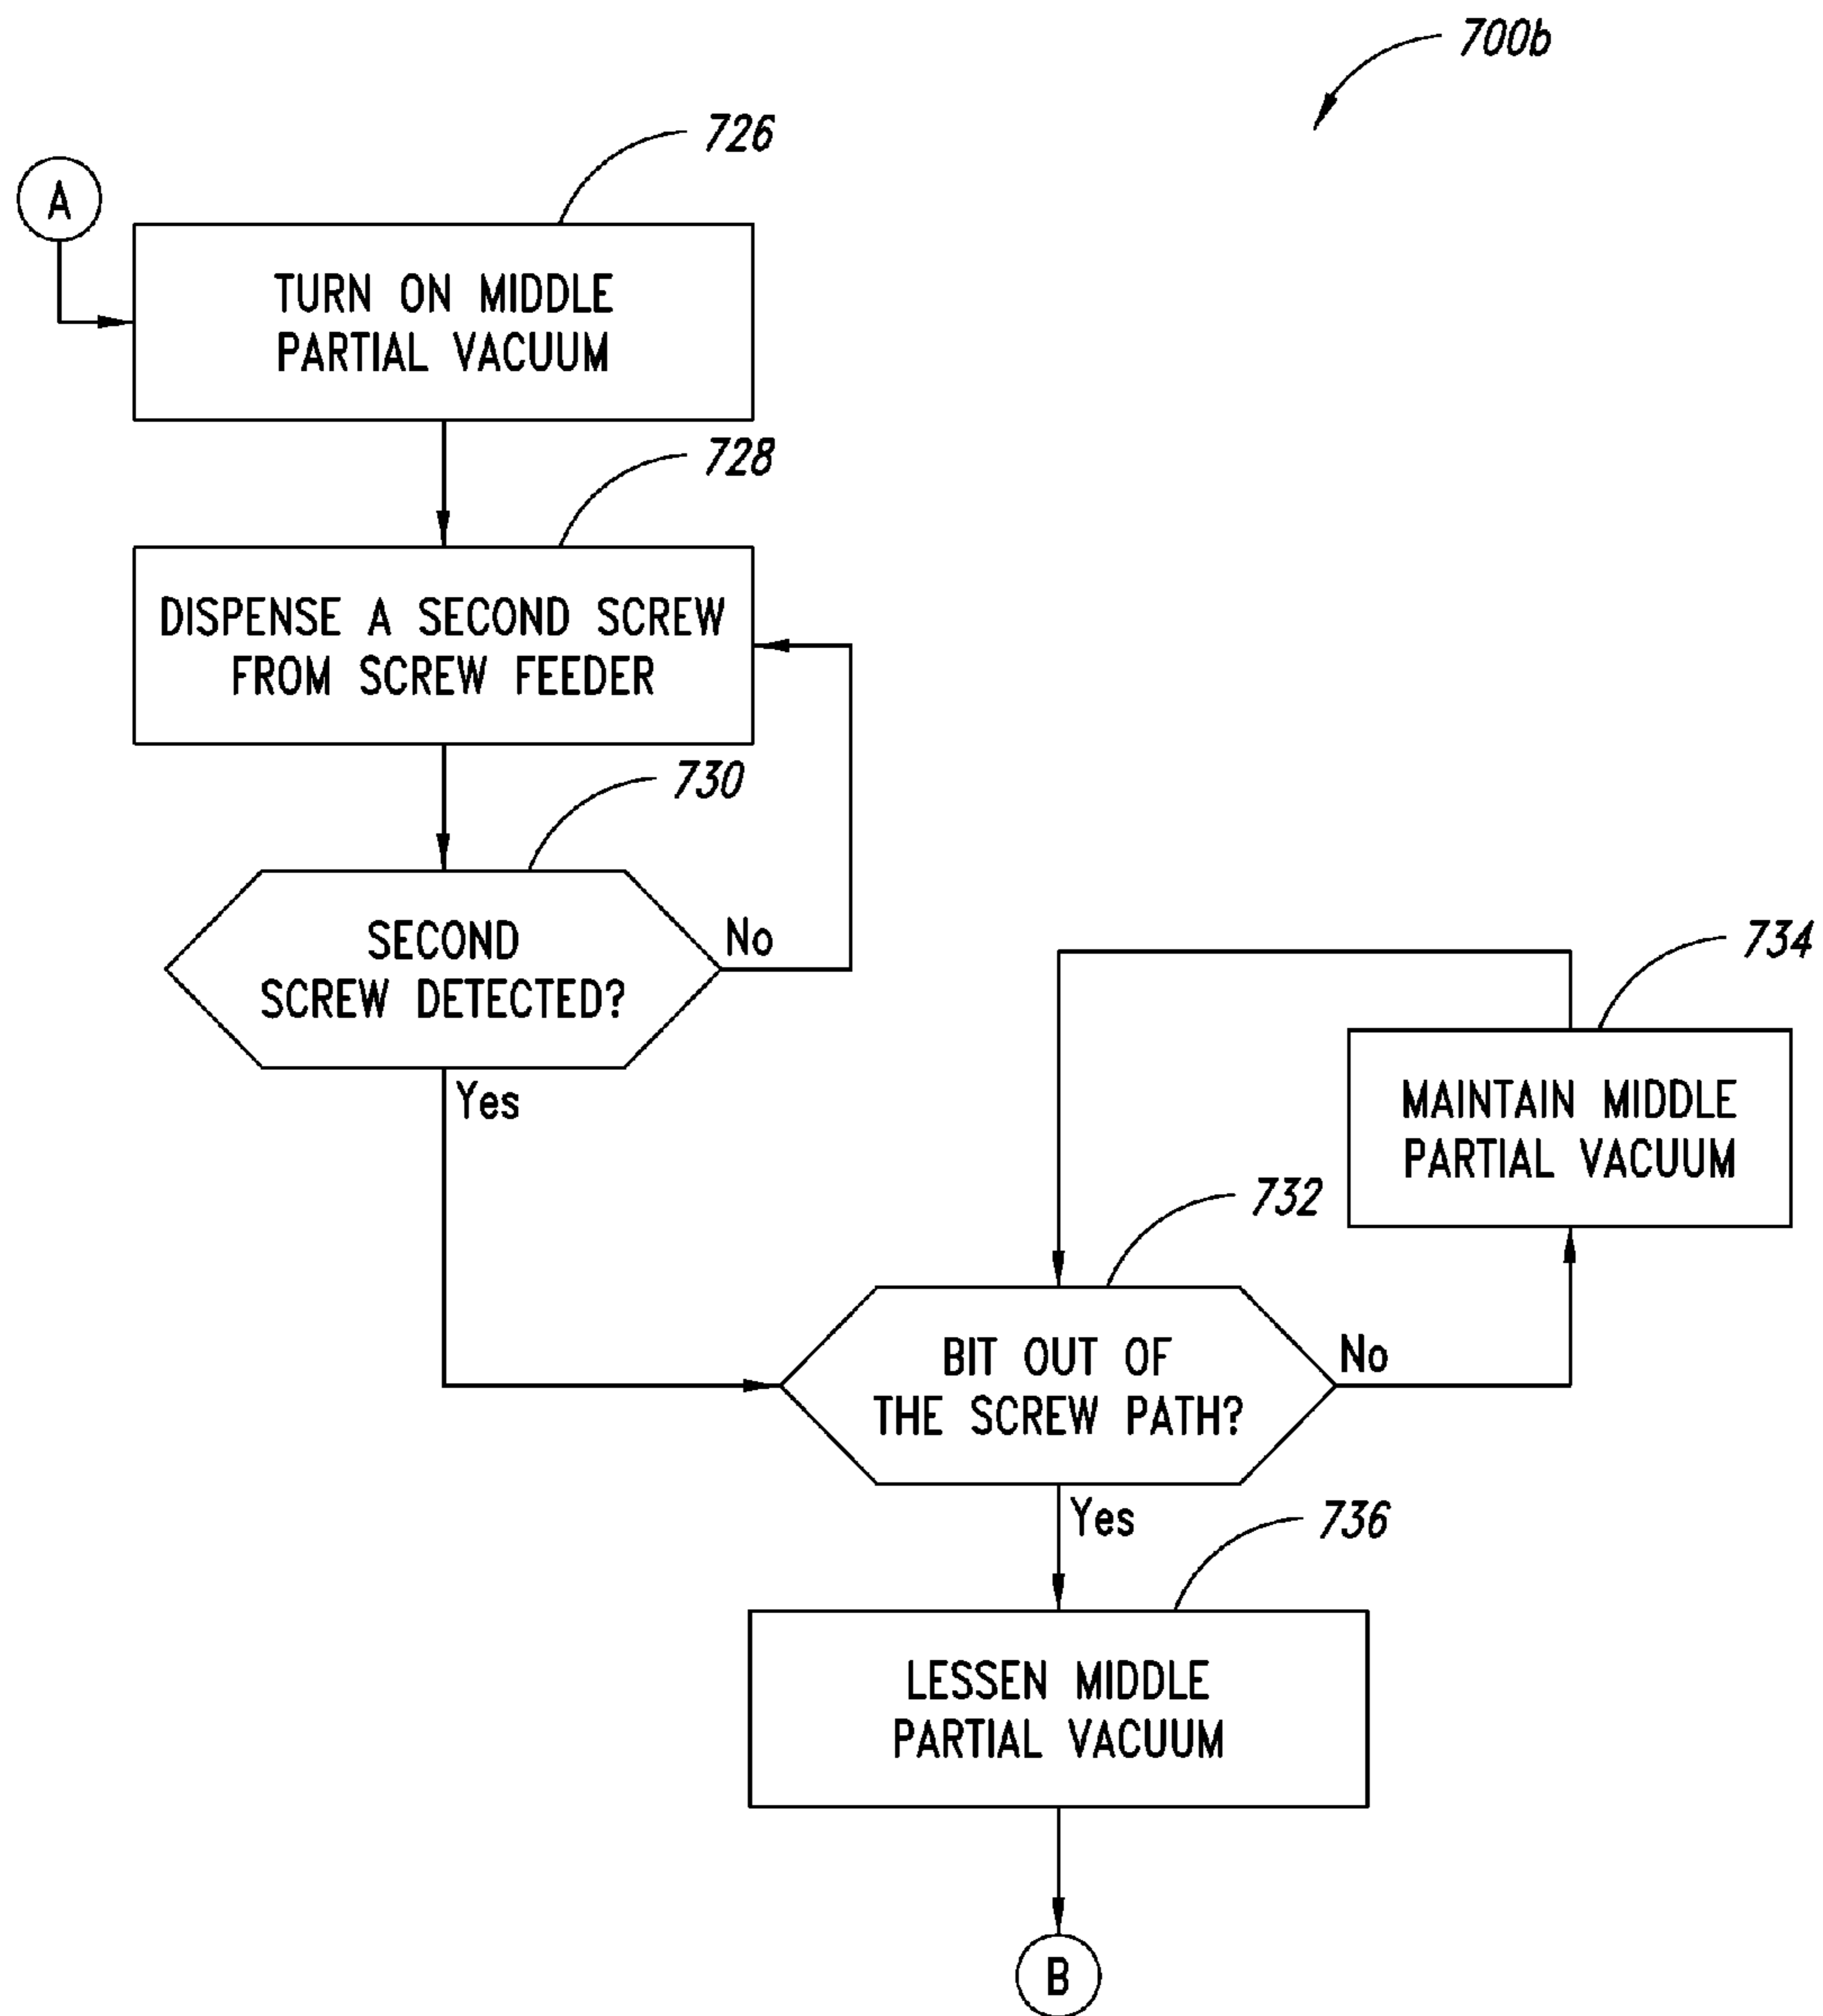 700b
726
A
TURN ON MIDDLE
PARTIAL VACUUM
728
DISPENSE A SECOND SCREW
FROM SCREW FEEDER
730
SECOND
SCREW DETECTED?
No
Yes
734
MAINTAIN MIDDLE
PARTIAL VACUUM
732
BIT OUT OF
THE SCREW PATH?
No
Yes
736
LESSEN MIDDLE
PARTIAL VACUUM
B